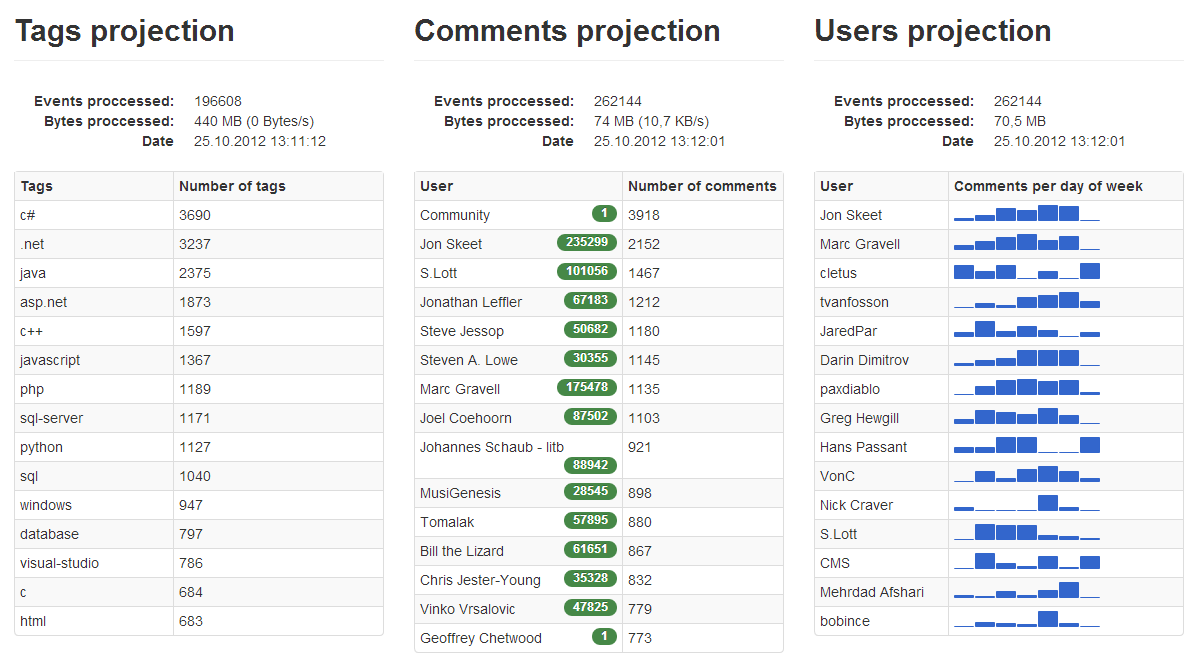 Tags projection
Events proccessed: 196608
Bytes proccessed: 440 MB (0 Bytes/s)
Date 25.10.2012 13:11:12
Tags Number of tags
c# 3690
.net 3237
java 2375
asp.net 1873
c++ 1597
javascript 1367
php 1189
sql-server 1171
python 1127
sql 1040
windows 947
database 797
visual-studio 786
c 684
html 683
Comments projection
Events proccessed: 262144
Bytes proccessed: 74 MB (10,7 KB/s)
Date 25.10.2012 13:12:01
User Number of comments
Community 1 3918
Jon Skeet 235299 2152
S.Lott 101056 1467
Jonathan Leffler 67183 1212
Steve Jessop 50682 1180
Steven A. Lowe 30355 1145
Marc Gravell 175478 1135
Joel Coehoorn 87502 1103
Johannes Schaub - litb 921
88942
MusiGenesis 28545 898
Tomalak 57895 880
Bill the Lizard 61651 867
Chris Jester-Young 35328 832
Vinko Vrsalovic 47825 779
Geoffrey Chetwood 1 773
Users projection
Events proccessed: 262144
Bytes proccessed: 70,5 MB
Date 25.10.2012 13:12:01
User Comments per day of week
Jon Skeet
Marc Gravell
cletus
tvanfosson
JaredPar
Darin Dimitrov
paxdiablo
Greg Hewgill
Hans Passant
VonC
Nick Craver
S.Lott
CMS
Mehrdad Afshari
bobince